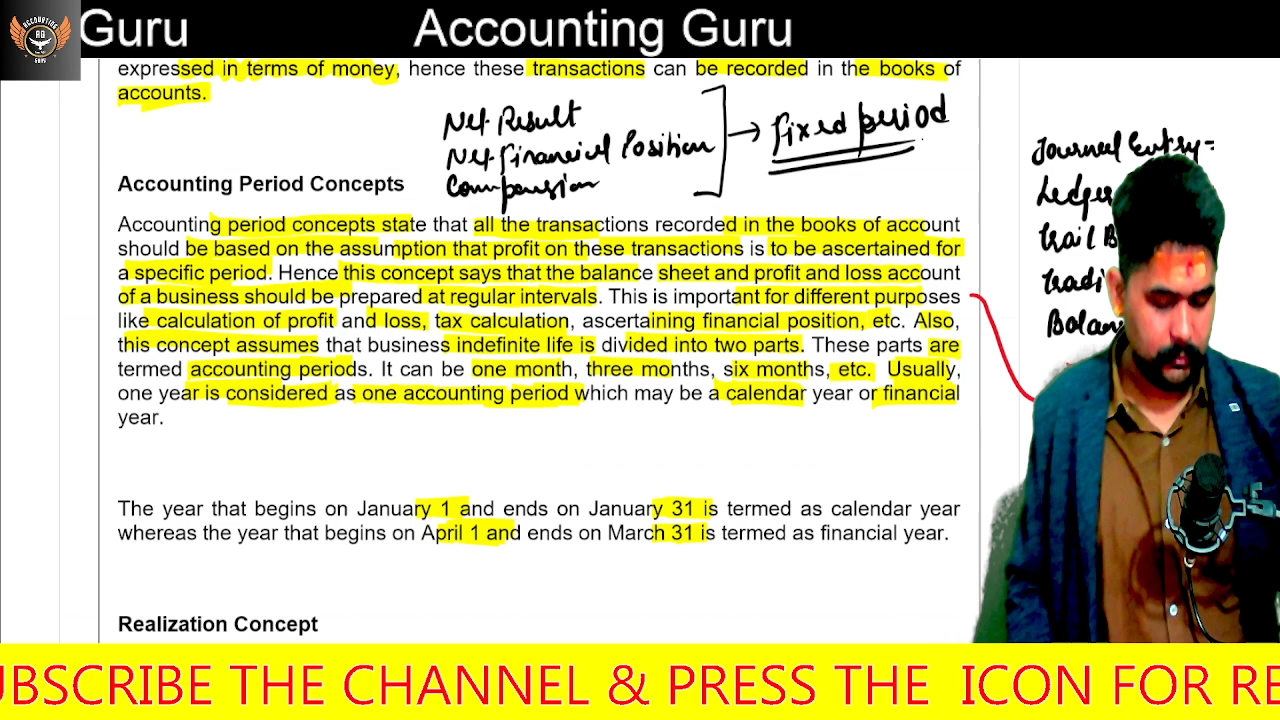 Guru
Accounting Guru
ACCOUNTING
AG
GURU
expressed in terms of money, hence these transactions can be recorded in the books of
accounts.
Net Result
Net Financial Position
Comparsion
fixed period
Journal Entry
Ledger
Trail B
Tradi
Balan
Accounting Period Concepts
Accounting period concepts state that all the transactions recorded in the books of account
should be based on the assumption that profit on these transactions is to be ascertained for
a specific period. Hence this concept says that the balance sheet and profit and loss account
of a business should be prepared at regular intervals. This is important for different purposes
like calculation of profit and loss, tax calculation, ascertaining financial position, etc. Also,
this concept assumes that business indefinite life is divided into two parts. These parts are
termed accounting periods. It can be one month, three months, six months, etc. Usually,
one year is considered as one accounting period which may be a calendar year or financial
year.
The year that begins on January 1 and ends on January 31 is termed as calendar year
whereas the year that begins on April 1 and ends on March 31 is termed as financial year.
Realization Concept
UBSCRIBE THE CHANNEL & PRESS THE ICON FOR RE